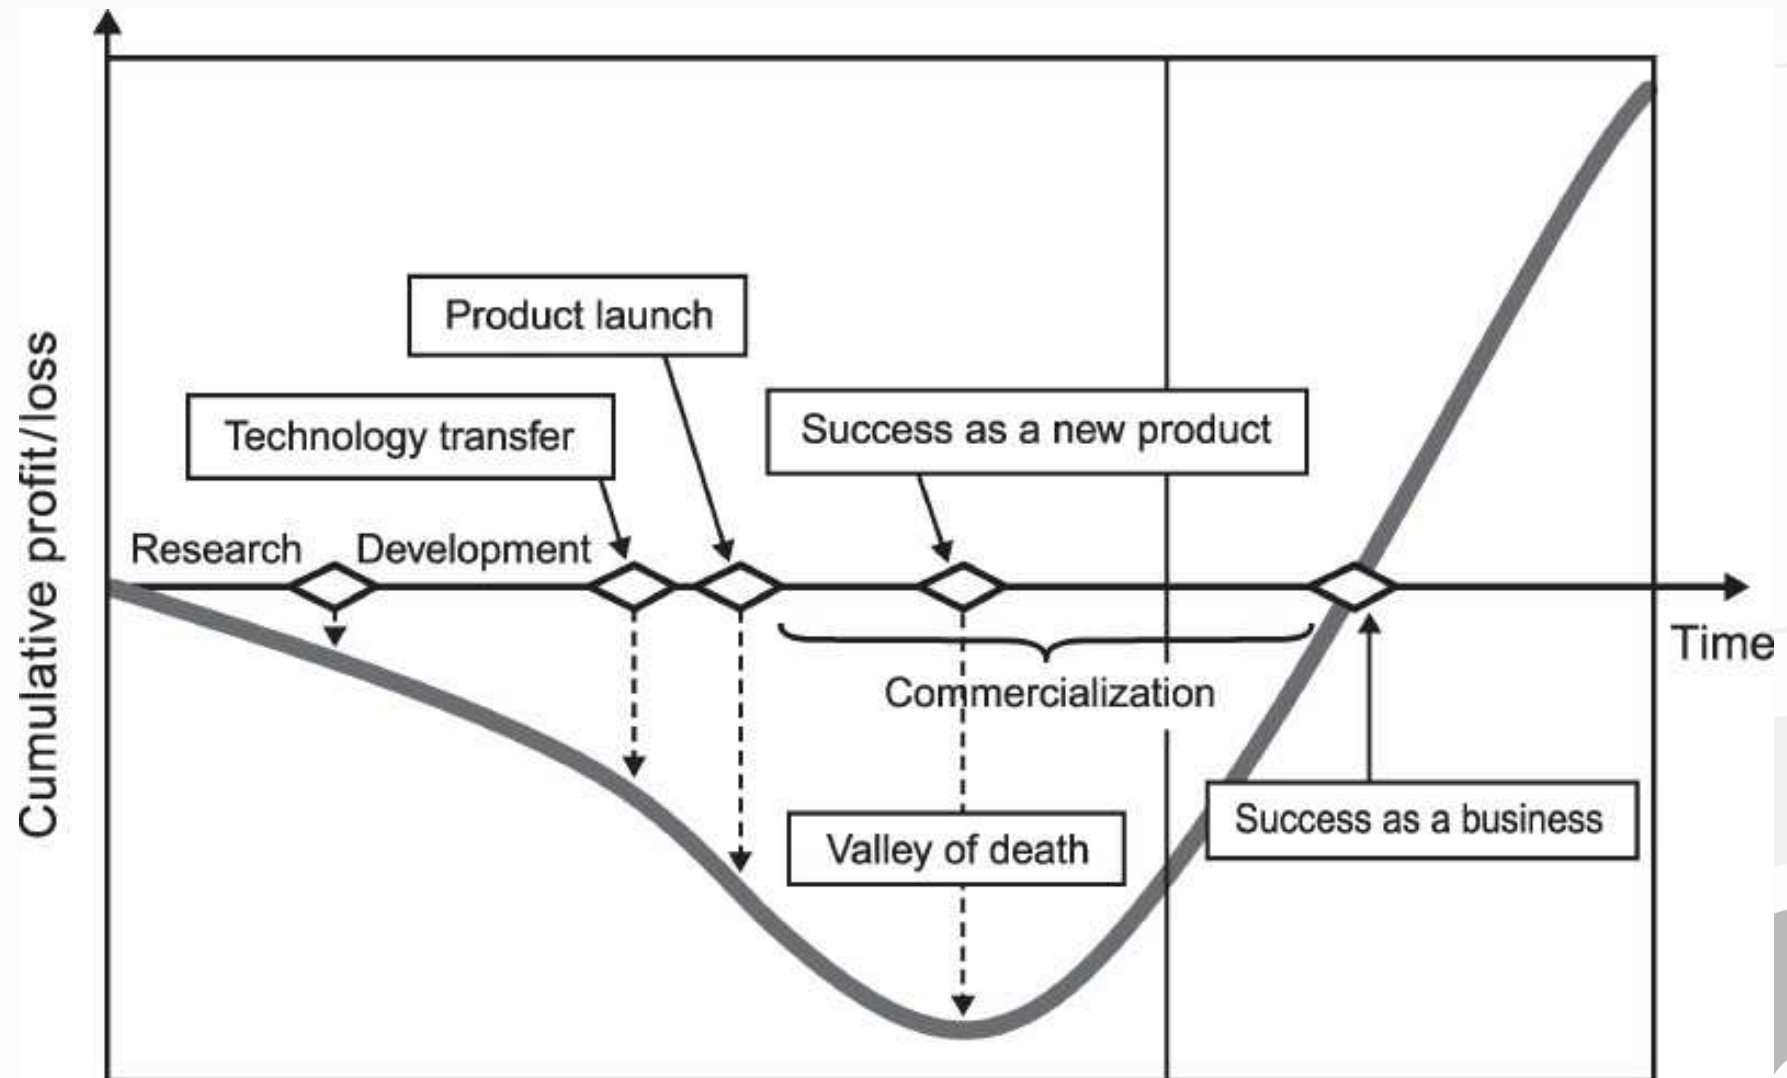 Product launch
Technology transfer
Success as a new product
Research
Development
Time
Commercialization
Success as a business
Valley of death
Cumulative profit/loss